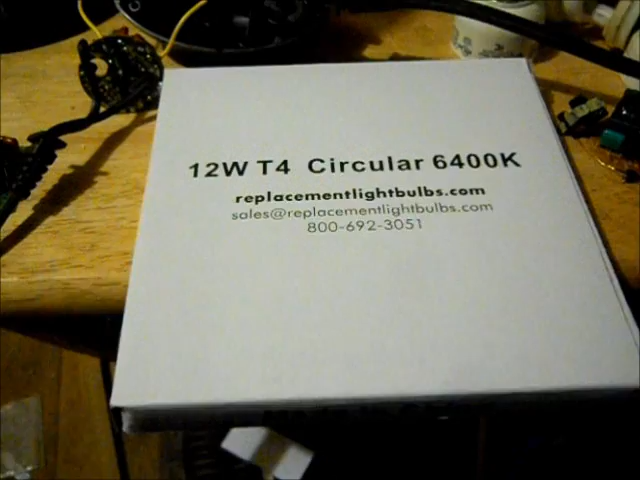 12W T4 Circular 6400K
replacementlightbulbs.com
sales@replacementlightbulbs.com
800-692-3051